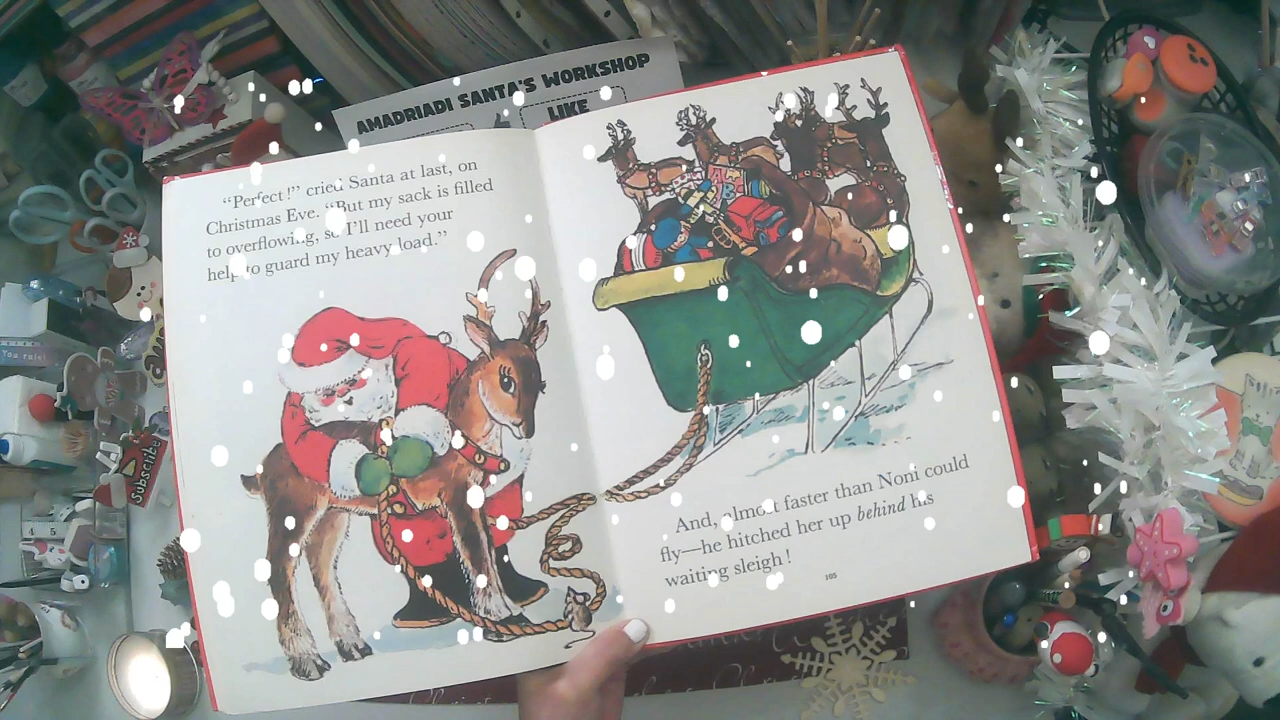 AMADRIADI SANTA'S WORKSHOP
LIKE
"Perfect!" cried Santa at last, on
Christmas Eve. "But my sack is filled
to overflowing, so I'll need your
help to guard my heavy load."
And, almost faster than Noni could
fly—he hitched her up behind his
waiting sleigh!
105
You rule!
Subscribe